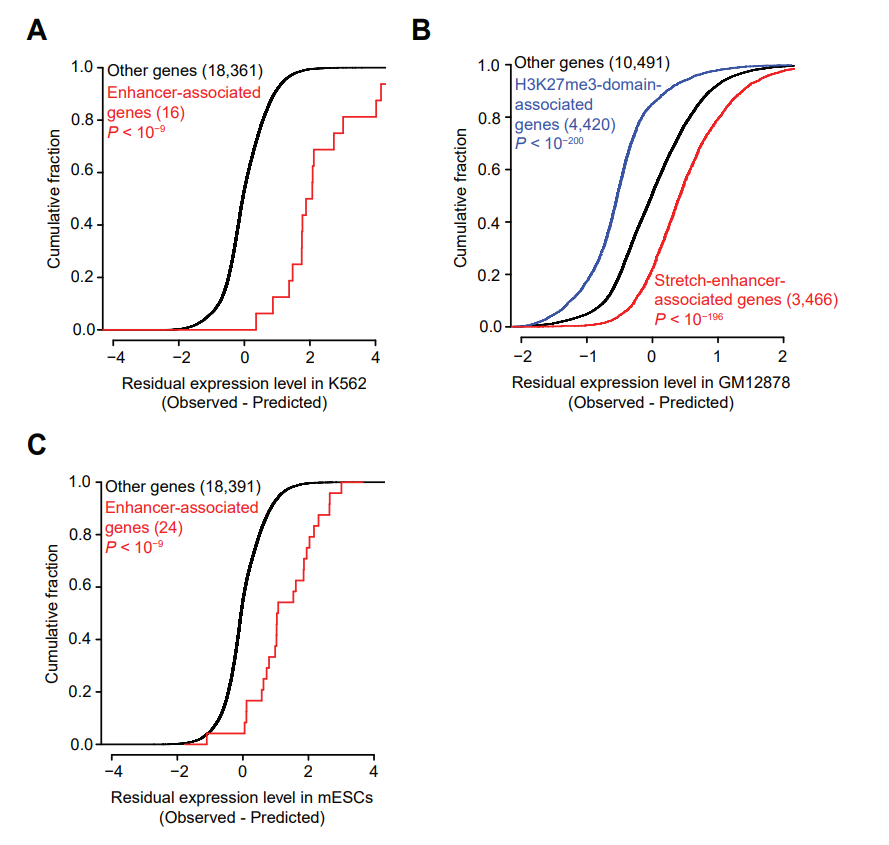 A
1.0
0.8
0.6
0.4
0.2
0.0
Cumulative fraction
Other genes (18,361)
Enhancer-associated
genes (16)
P < 10⁻⁹
−4 −2 0 2 4
Residual expression level in K562
(Observed - Predicted)
B
1.0
0.8
0.6
0.4
0.2
0.0
Cumulative fraction
Other genes (10,491)
H3K27me3-domain-
associated
genes (4,420)
P < 10⁻²⁰⁰
Stretch-enhancer-
associated genes (3,466)
P < 10⁻¹⁹⁶
−2 −1 0 1 2
Residual expression level in GM12878
(Observed - Predicted)
C
1.0
0.8
0.6
0.4
0.2
0.0
Cumulative fraction
Other genes (18,391)
Enhancer-associated
genes (24)
P < 10⁻⁹
−4 −2 0 2 4
Residual expression level in mESCs
(Observed - Predicted)